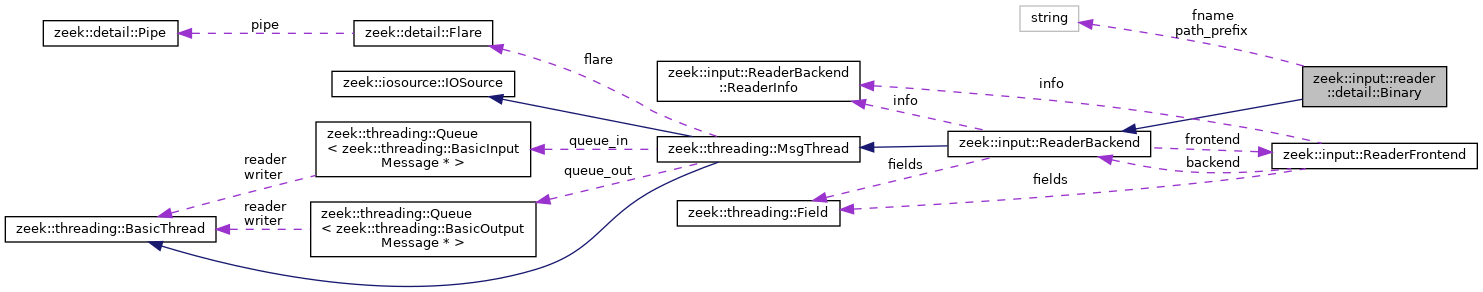 string
fname
path_prefix
zeek::detail::Pipe
pipe
zeek::detail::Flare
flare
zeek::iosource::IOSource
zeek::input::ReaderBackend
::ReaderInfo
info
info
zeek::input::reader
::detail::Binary
zeek::threading::Queue
< zeek::threading::BasicInput
Message * >
queue_in
zeek::threading::MsgThread
zeek::input::ReaderBackend
frontend
backend
zeek::input::ReaderFrontend
reader
writer
queue_out
fields
fields
reader
writer
zeek::threading::Queue
< zeek::threading::BasicOutput
Message * >
zeek::threading::Field
zeek::threading::BasicThread